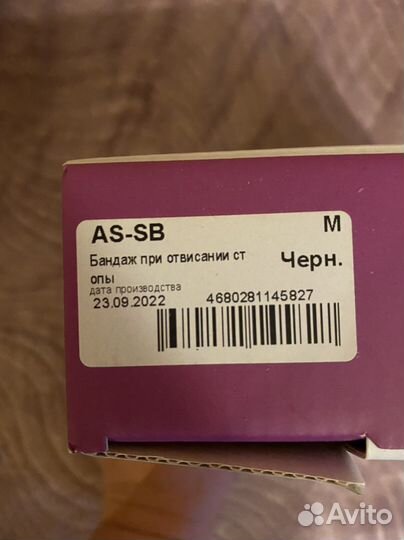 AS-SB M
Бандаж при отвисании ст
опы Черн.
дата производства
23.09.2022 4680281145827
Avito